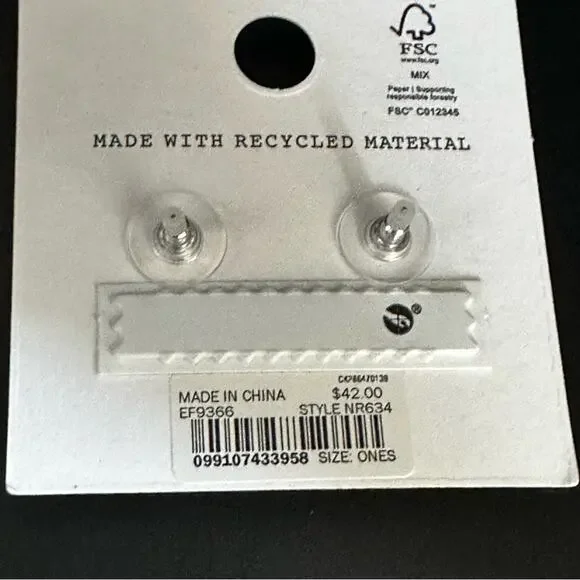 FSC
www.fsc.org
MIX
Paper | Supporting
responsible forestry
FSC® C012345
MADE WITH RECYCLED MATERIAL
®
MADE IN CHINA $42.00
EF9366 STYLE NR634
099107433958 SIZE: ONES